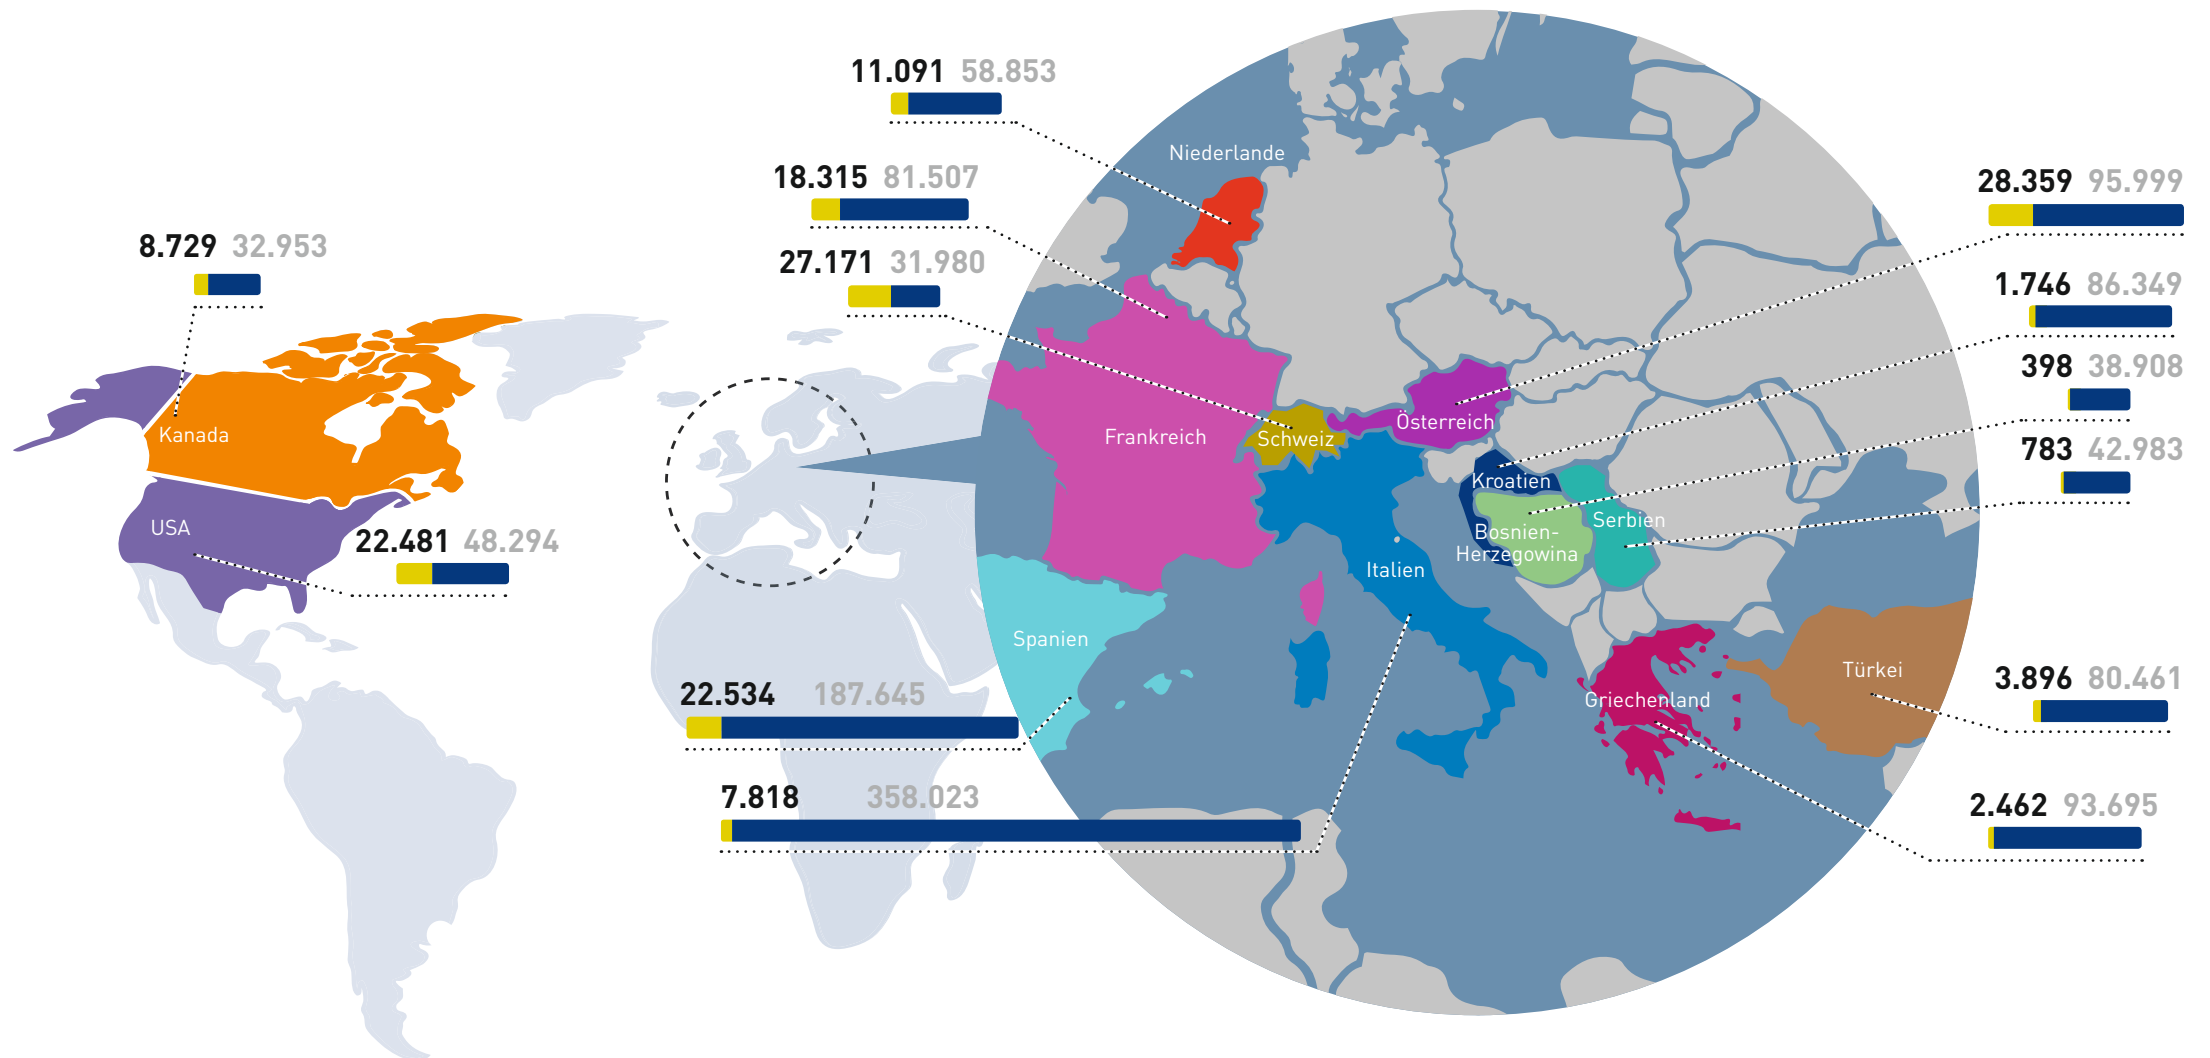 11.091 58.853
Niederlande
18.315 81.507
28.359 95.999
8.729 32.953
27.171 31.980
1.746 86.349
398 38.908
Kanada
Frankreich
Schweiz
Österreich
783 42.983
Kroatien
USA
22.481 48.294
Serbien
Bosnien-
Herzegowina
Italien
Spanien
22.534 187.645
Griechenland
Türkei
3.896 80.461
7.818 358.023
2.462 93.695